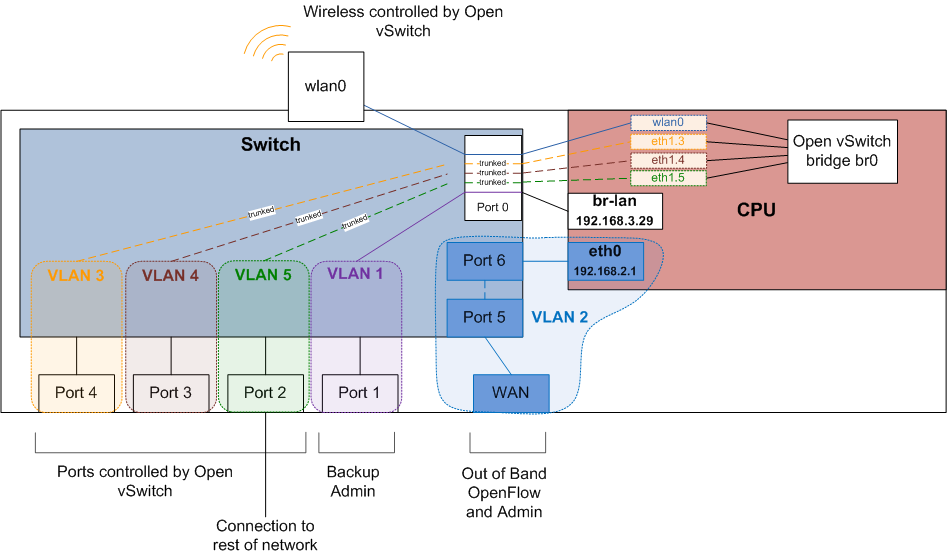 Wireless controlled by Open
vSwitch
wlan0
Switch
wlan0
eth1.3
eth1.4
eth1.5
Open vSwitch
bridge br0
-trunked-
-trunked-
-trunked-
Port 0
br-lan
192.168.3.29
CPU
trunked
trunked
trunked
Port 6
eth0
192.168.2.1
VLAN 3
VLAN 4
VLAN 5
VLAN 1
Port 5
VLAN 2
Port 4
Port 3
Port 2
Port 1
WAN
Ports controlled by Open
vSwitch
Backup
Admin
Out of Band
OpenFlow
and Admin
Connection to
rest of network